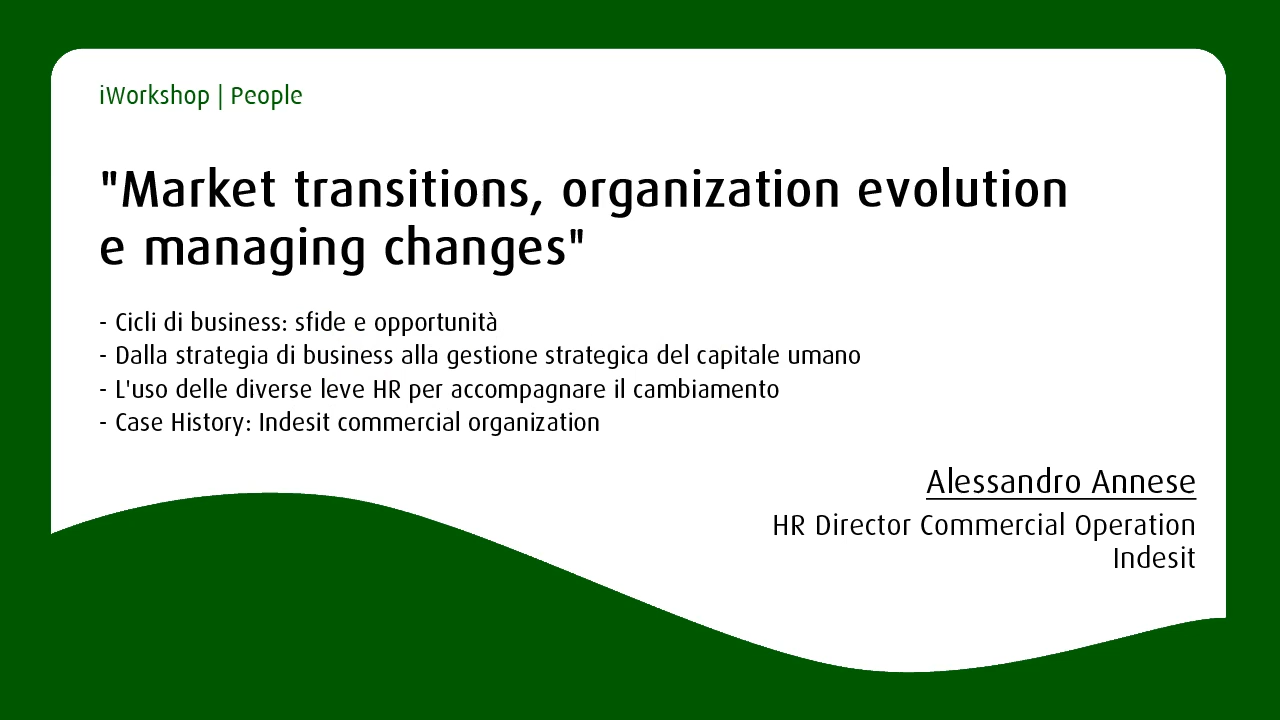 iWorkshop | People
"Market transitions, organization evolution
e managing changes"
- Cicli di business: sfide e opportunità
- Dalla strategia di business alla gestione strategica del capitale umano
- L'uso delle diverse leve HR per accompagnare il cambiamento
- Case History: Indesit commercial organization
Alessandro Annese
HR Director Commercial Operation
Indesit